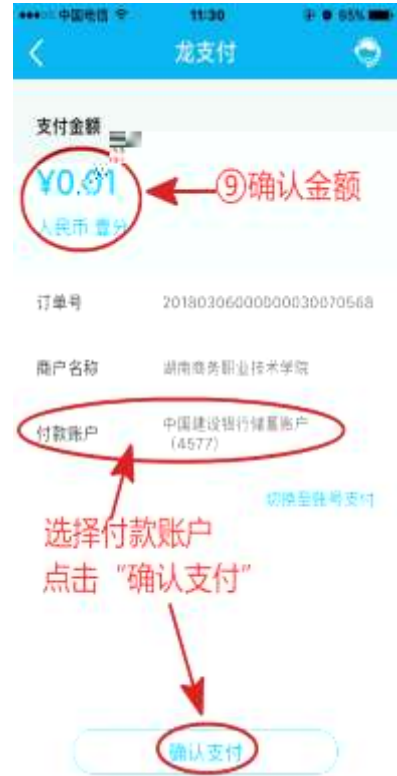 中国电信 11:30 65%
龙支付
支付金额
¥0.01
⑨确认金额
人民币 壹分
订单号 20180306000000030070568
商户名称 湖南商务职业技术学院
付款账户 中国建设银行储蓄账户
(4577)
切换至账号支付
选择付款账户
点击“确认支付”
确认支付